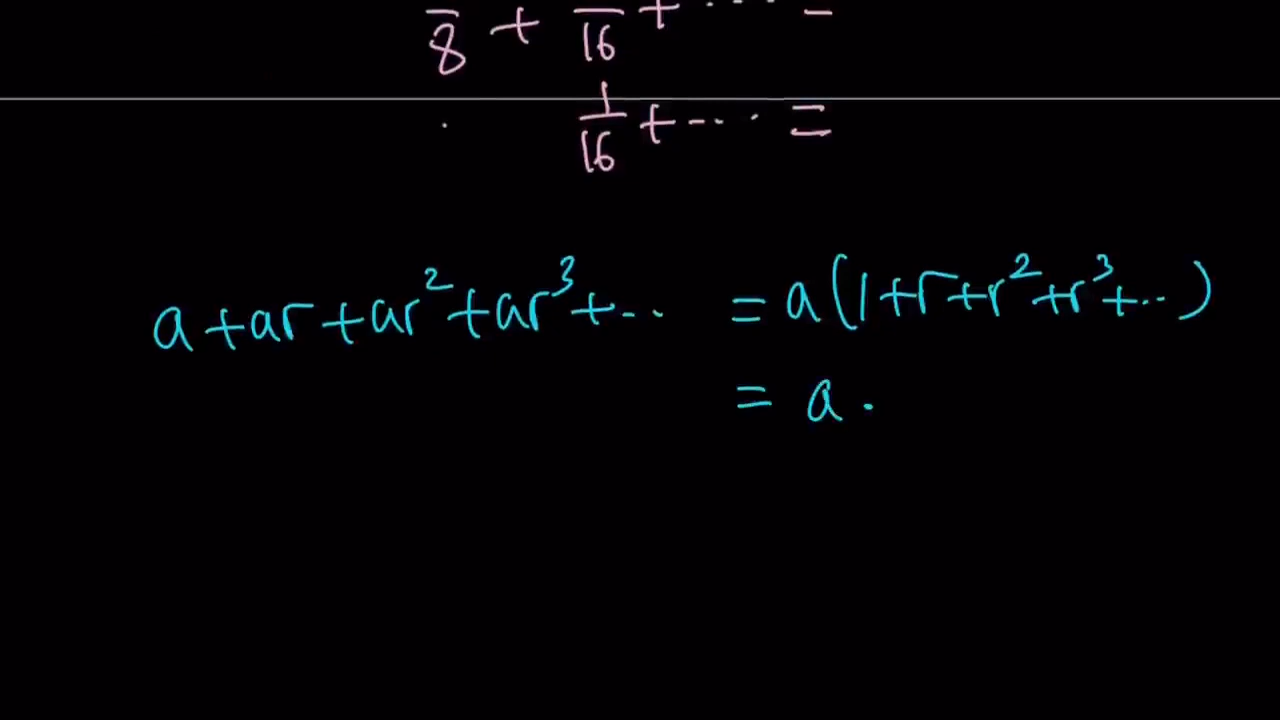 8 + 16 + ... =
1/16 + ... =
a + ar + ar² + ar³ + ... = a(1 + r + r² + r³ + ...)
= a .